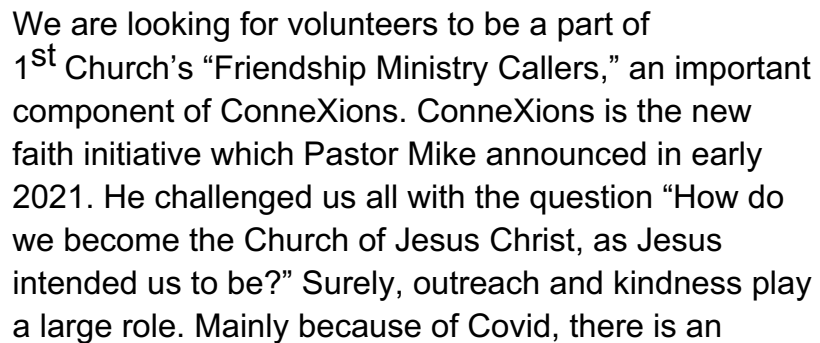 We are looking for volunteers to be a part of
1st Church’s “Friendship Ministry Callers,” an important
component of ConneXions. ConneXions is the new
faith initiative which Pastor Mike announced in early
2021. He challenged us all with the question “How do
we become the Church of Jesus Christ, as Jesus
intended us to be?” Surely, outreach and kindness play
a large role. Mainly because of Covid, there is an